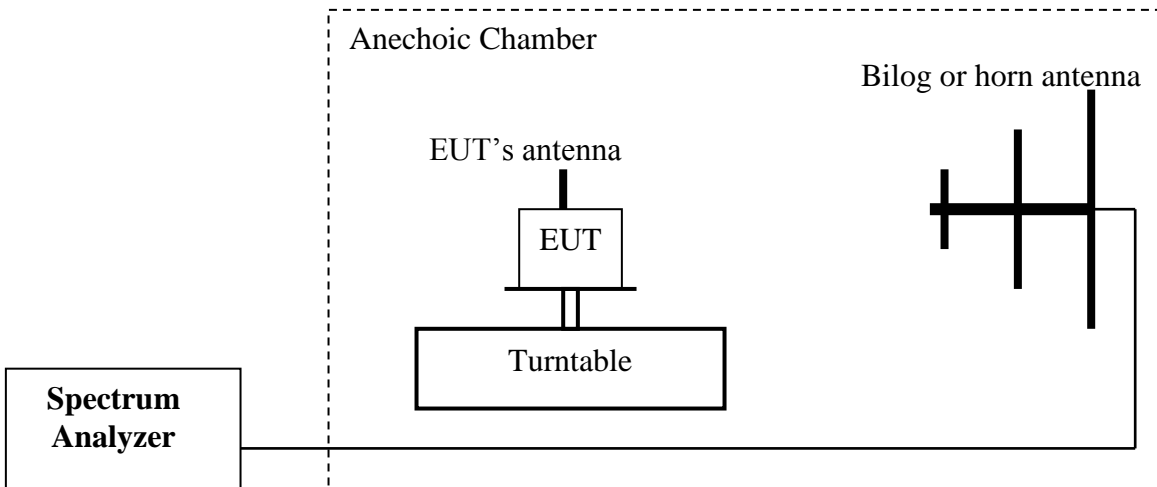 Anechoic Chamber
Bilog or horn antenna
EUT’s antenna
EUT
Turntable
Spectrum
Analyzer